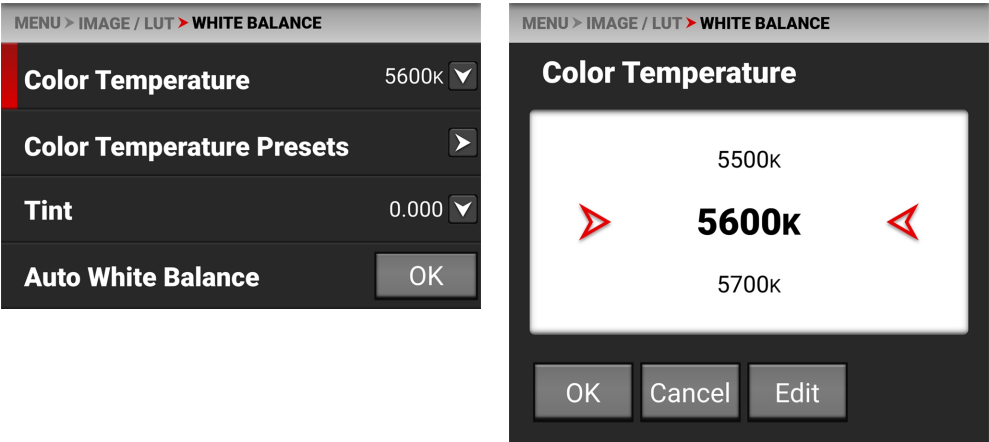 MENU > IMAGE / LUT > WHITE BALANCE
Color Temperature 5600K
Color Temperature Presets
Tint 0.000
Auto White Balance OK
MENU > IMAGE / LUT > WHITE BALANCE
Color Temperature
5500K
5600K
5700K
OK Cancel Edit